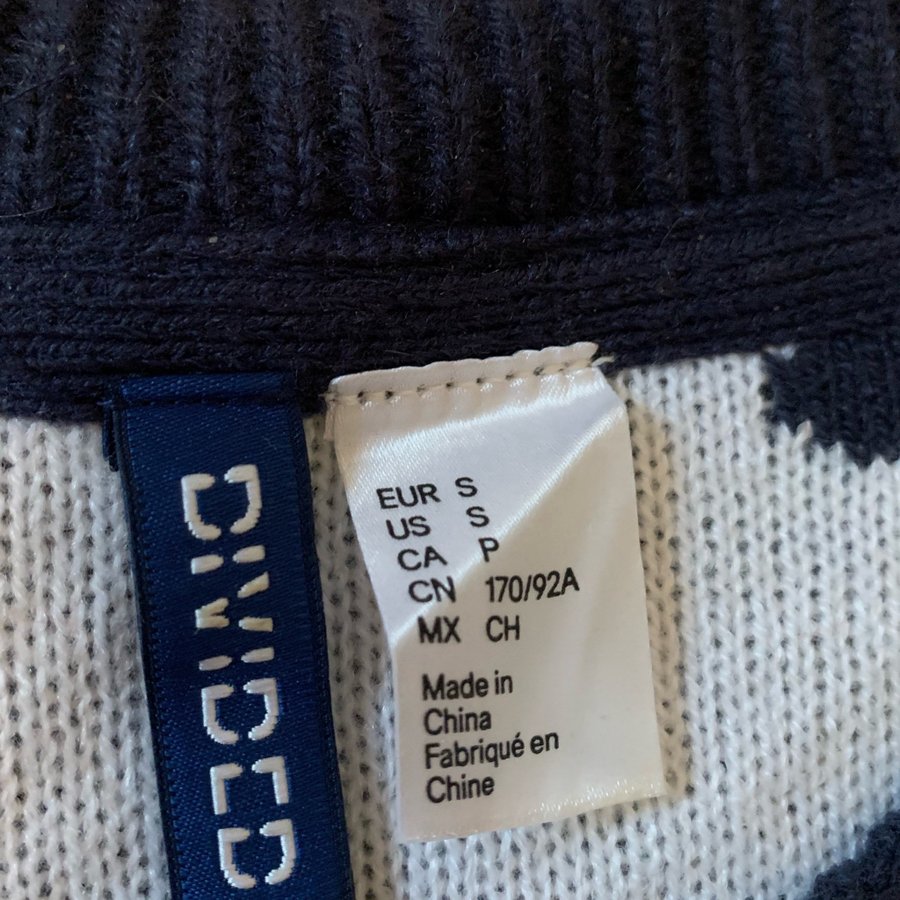 DIVIDED
EUR S
US S
CA P
CN 170/92A
MX CH
Made in
China
Fabriqué en
Chine